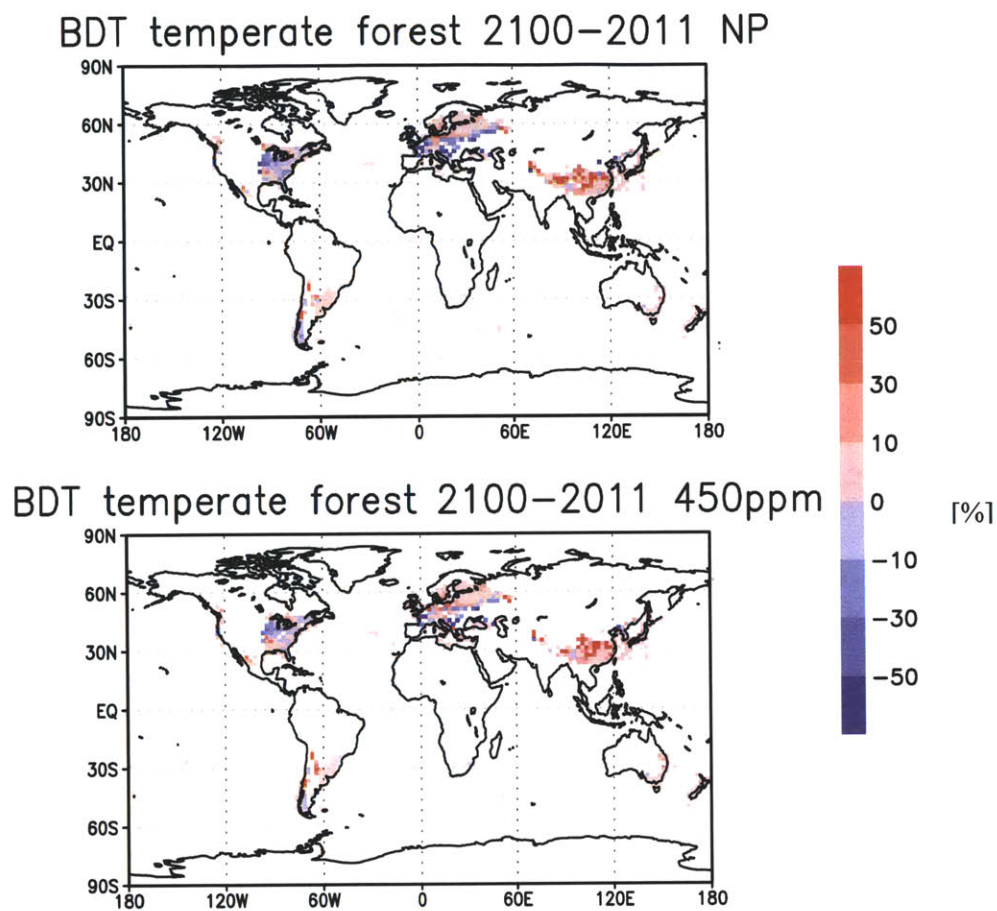 BDT temperate forest 2100-2011 NP
90N
60N
30N
EQ
30S
60S
90S
180 120W 60W 0 60E 120E 180
BDT temperate forest 2100-2011 450ppm
90N
60N
30N
EQ
30S
60S
90S
180 120W 60W 0 60E 120E 180
50
30
10
0
-10
-30
-50
[%]